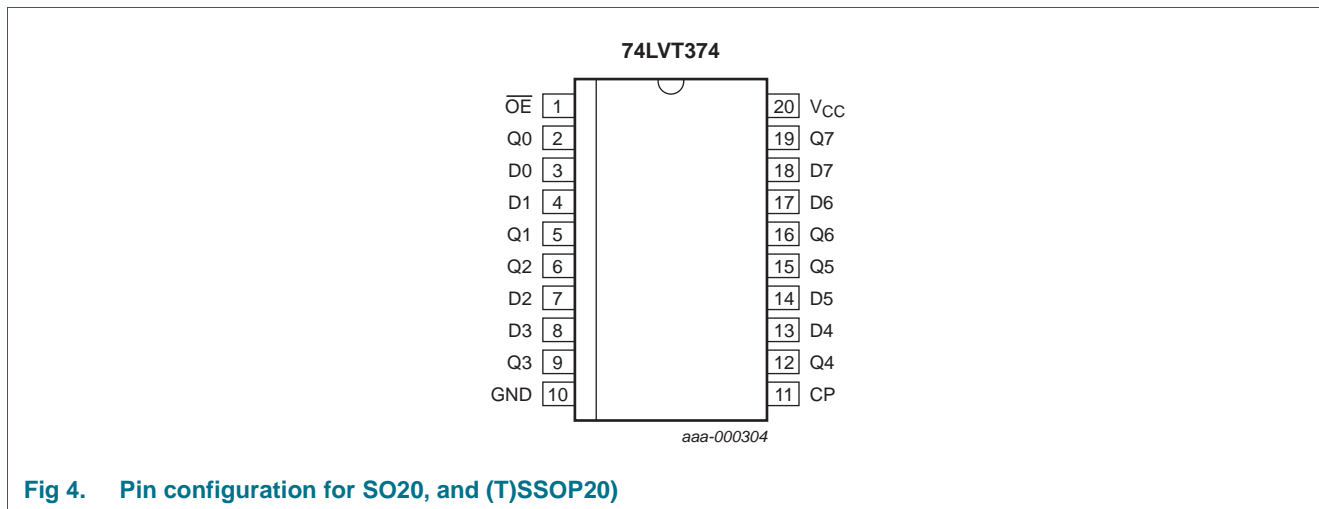 74LVT374
O̅E̅ 1
Q0 2
D0 3
D1 4
Q1 5
Q2 6
D2 7
D3 8
Q3 9
GND 10
20 VCC
19 Q7
18 D7
17 D6
16 Q6
15 Q5
14 D5
13 D4
12 Q4
11 CP
aaa-000304
Fig 4. Pin configuration for SO20, and (T)SSOP20)